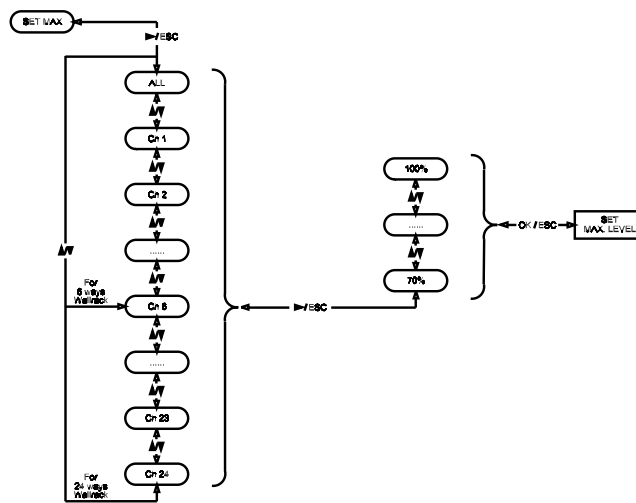 SET MAX
►/ESC
ALL
▲/▼
Ch 1
▲/▼
Ch 2
▲/▼
......
▲/▼
▲/▼
For
6 ways
Wallrack
Ch 6
▲/▼
......
▲/▼
Ch 23
▲/▼
For
24 ways
Wallrack
Ch 24
►/ESC
100%
▲/▼
......
▲/▼
70%
OK / ESC
SET
MAX. LEVEL